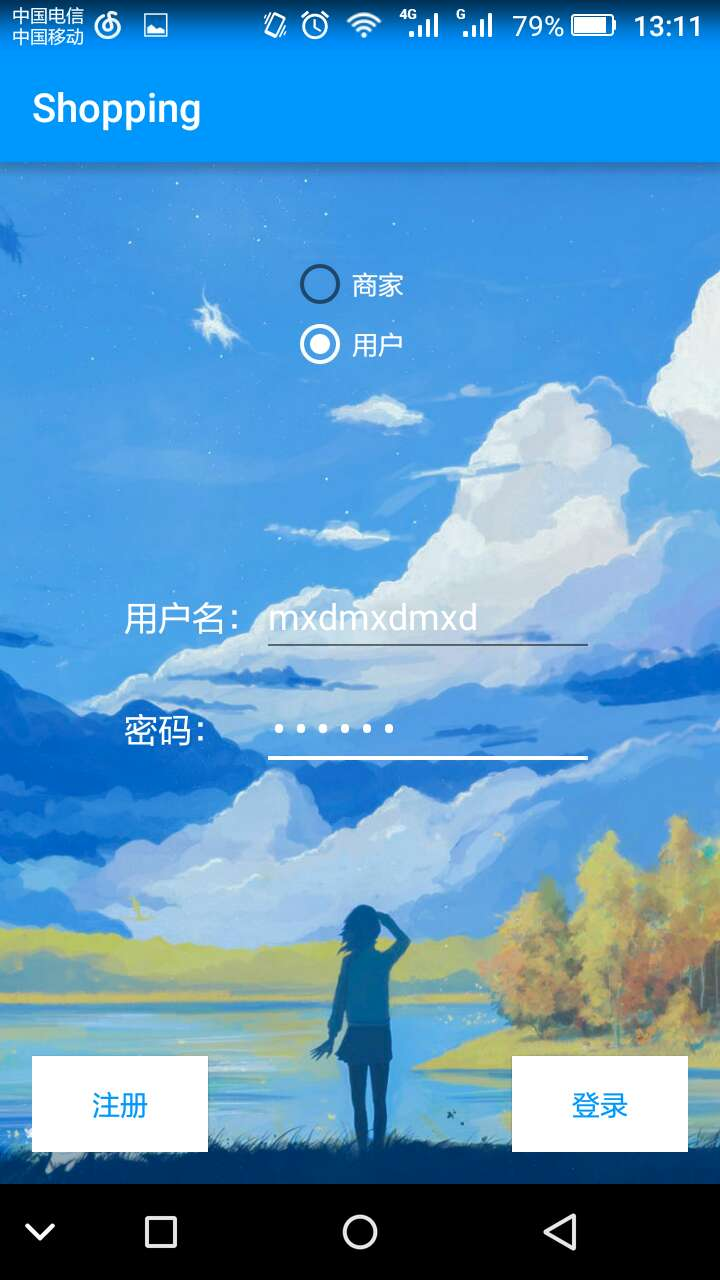 中国电信
中国移动
4G G 79% 13:11
Shopping
商家
用户
用户名: mxdmxdmxd
密码: ••••••
注册 登录